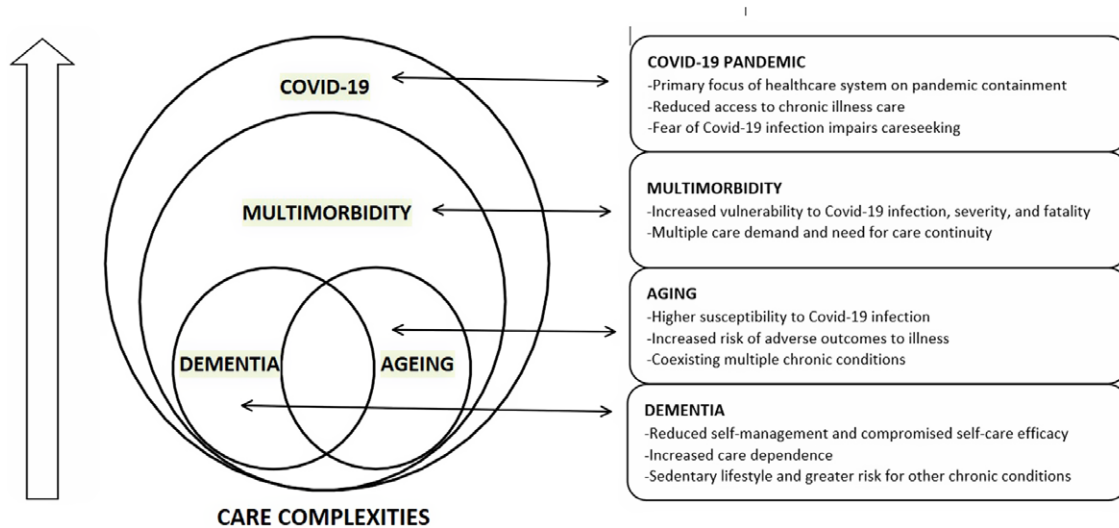 COVID-19
MULTIMORBIDITY
DEMENTIA
AGEING
CARE COMPLEXITIES
COVID-19 PANDEMIC
-Primary focus of healthcare system on pandemic containment
-Reduced access to chronic illness care
-Fear of Covid-19 infection impairs careseeking
MULTIMORBIDITY
-Increased vulnerability to Covid-19 infection, severity, and fatality
-Multiple care demand and need for care continuity
AGING
-Higher susceptibility to Covid-19 infection
-Increased risk of adverse outcomes to illness
-Coexisting multiple chronic conditions
DEMENTIA
-Reduced self-management and compromised self-care efficacy
-Increased care dependence
-Sedentary lifestyle and greater risk for other chronic conditions